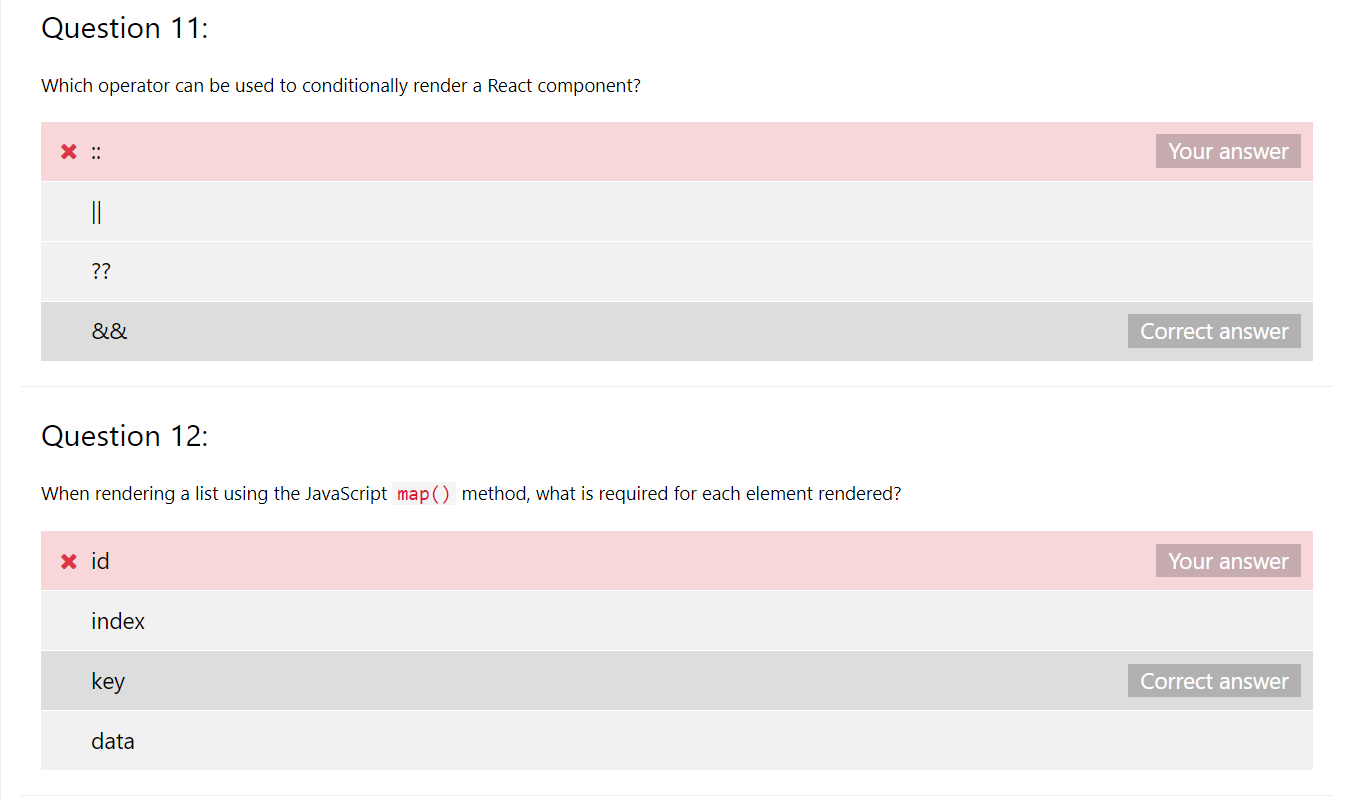 Question 11:
Which operator can be used to conditionally render a React component?
:: Your answer
||
??
&& Correct answer
Question 12:
When rendering a list using the JavaScript map() method, what is required for each element rendered?
id Your answer
index
key Correct answer
data